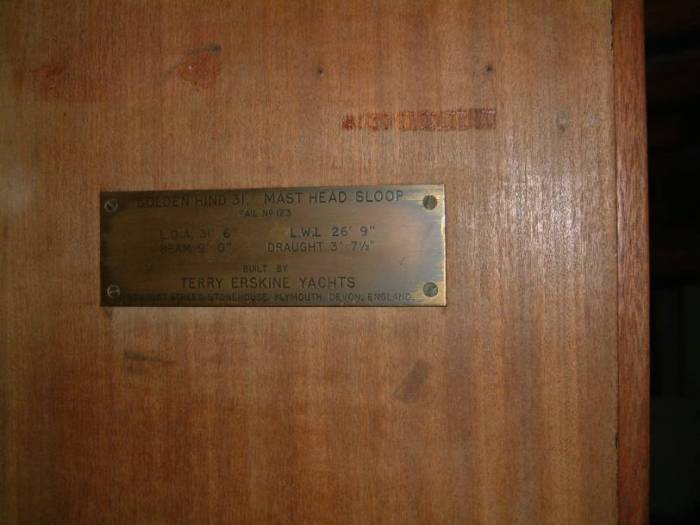 GOLDEN HIND 31. MAST HEAD SLOOP
SAIL Nº 123
L.O.A. 31' 6" L.W.L 26' 9"
BEAM 9' 0" DRAUGHT 3' 7½"
BUILT BY
TERRY ERSKINE YACHTS
STREET, STONEHOUSE, PLYMOUTH, DEVON, ENGLAND.